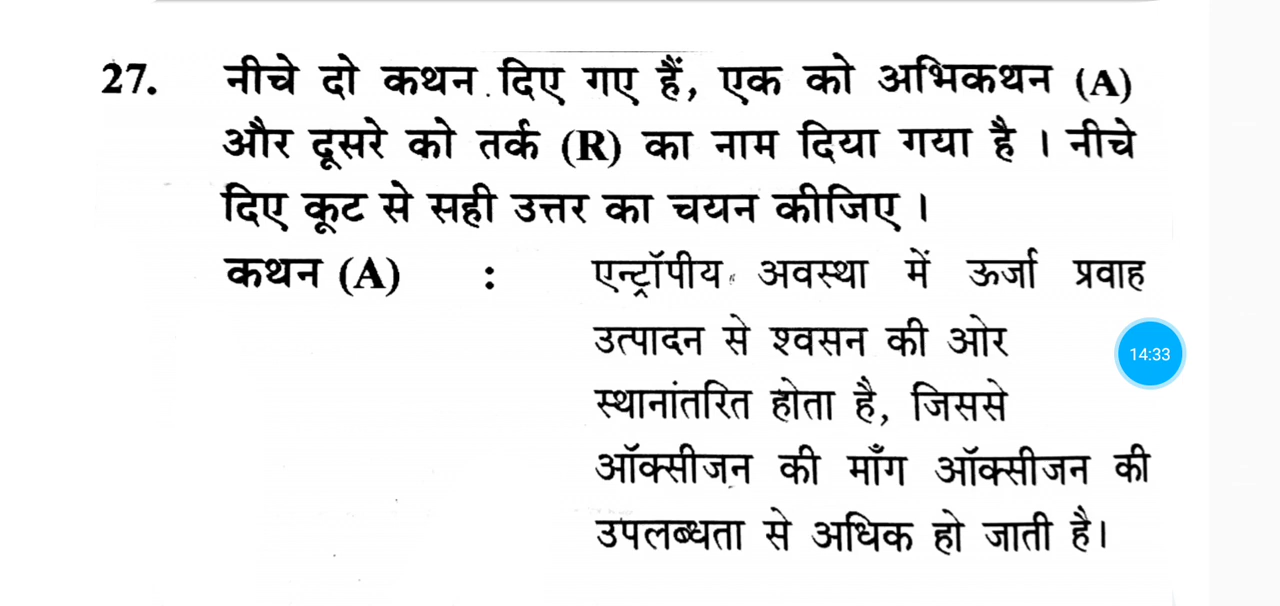 27. नीचे दो कथन दिए गए हैं, एक को अभिकथन (A)
और दूसरे को तर्क (R) का नाम दिया गया है । नीचे
दिए कूट से सही उत्तर का चयन कीजिए ।
कथन (A) : एन्ट्रॉपीय अवस्था में ऊर्जा प्रवाह
उत्पादन से श्वसन की ओर
14:33
स्थानांतरित होता है, जिससे
ऑक्सीजन की माँग ऑक्सीजन की
उपलब्धता से अधिक हो जाती है।